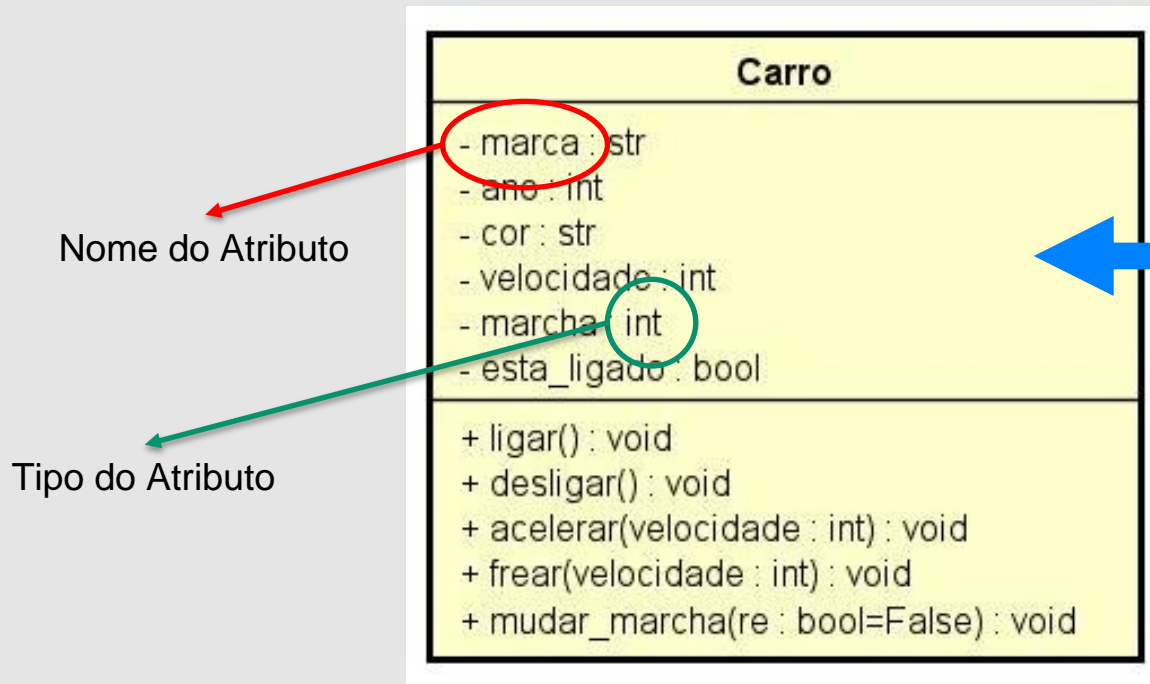 Carro
- marca : str
- ano : int
- cor : str
- velocidade : int
- marcha : int
- esta_ligado : bool
+ ligar() : void
+ desligar() : void
+ acelerar(velocidade : int) : void
+ frear(velocidade : int) : void
+ mudar_marcha(re : bool=False) : void
Nome do Atributo
Tipo do Atributo